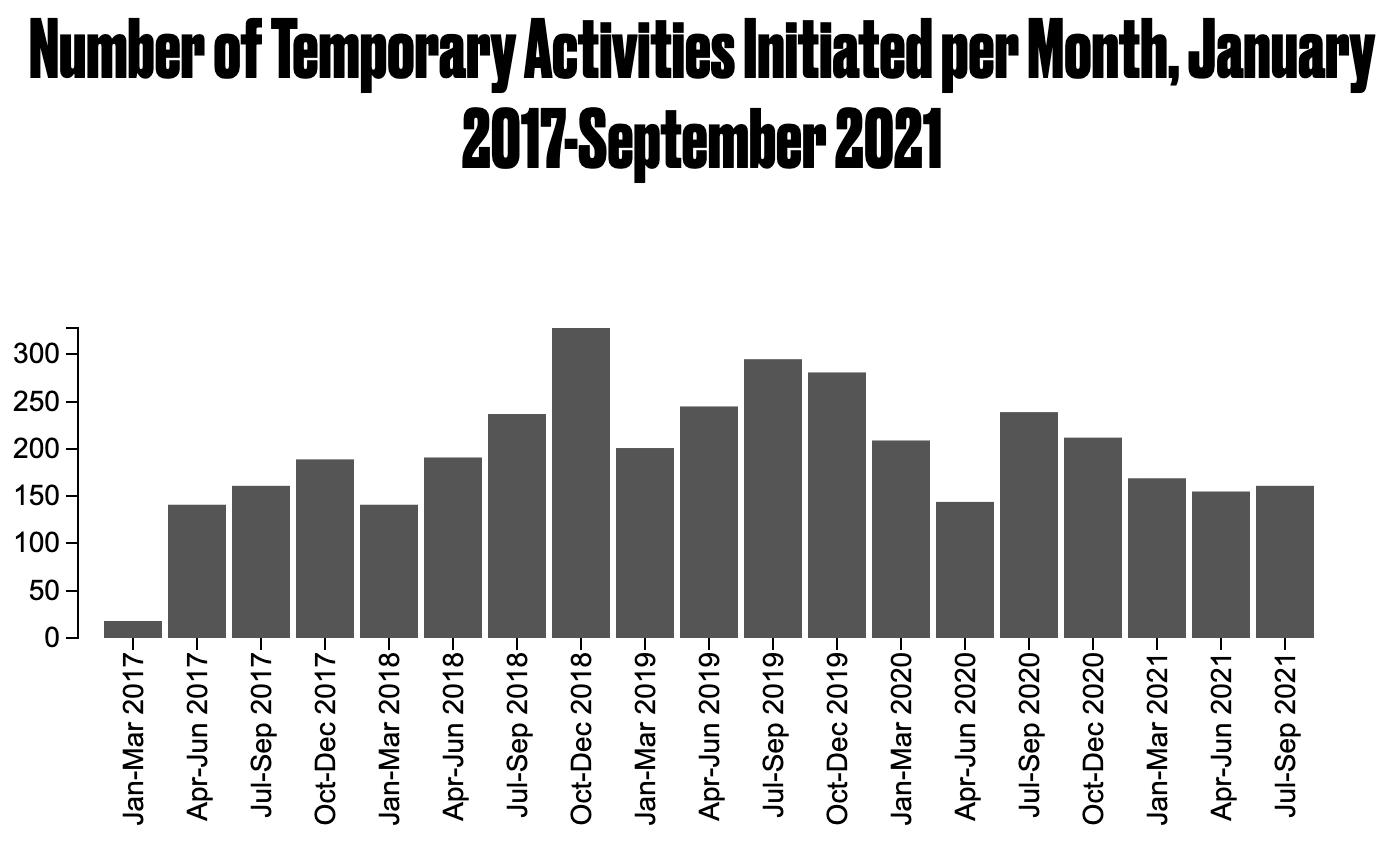 Number of Temporary Activities Initiated per Month, January
2017-September 2021
300
250
200
150
100
50
0
Jan-Mar 2017
Apr-Jun 2017
Jul-Sep 2017
Oct-Dec 2017
Jan-Mar 2018
Apr-Jun 2018
Jul-Sep 2018
Oct-Dec 2018
Jan-Mar 2019
Apr-Jun 2019
Jul-Sep 2019
Oct-Dec 2019
Jan-Mar 2020
Apr-Jun 2020
Jul-Sep 2020
Oct-Dec 2020
Jan-Mar 2021
Apr-Jun 2021
Jul-Sep 2021